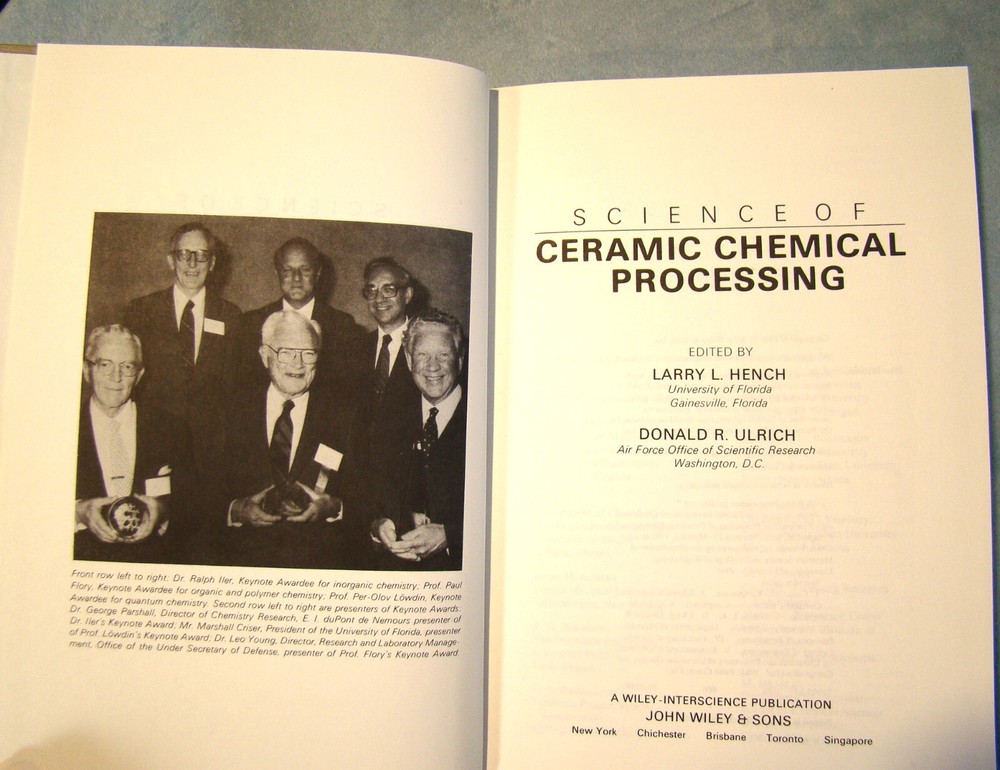 Front row left to right: Dr. Ralph Iler, Keynote Awardee for inorganic chemistry; Prof. Paul
Flory, Keynote Awardee for organic and polymer chemistry; Prof. Per-Olov Löwdin, Keynote
Awardee for quantum chemistry. Second row left to right are presenters of Keynote Awards:
Dr. George Parshall, Director of Chemistry Research, E. I. duPont de Nemours presenter of
Dr. Iler's Keynote Award; Mr. Marshall Criser, President of the University of Florida, presenter
of Prof. Löwdin's Keynote Award; Dr. Leo Young, Director, Research and Laboratory Manage-
ment, Office of the Under Secretary of Defense, presenter of Prof. Flory's Keynote Award.
SCIENCE OF
CERAMIC CHEMICAL
PROCESSING
EDITED BY
LARRY L. HENCH
University of Florida
Gainesville, Florida
DONALD R. ULRICH
Air Force Office of Scientific Research
Washington, D.C.
A WILEY-INTERSCIENCE PUBLICATION
JOHN WILEY & SONS
New York Chichester Brisbane Toronto Singapore